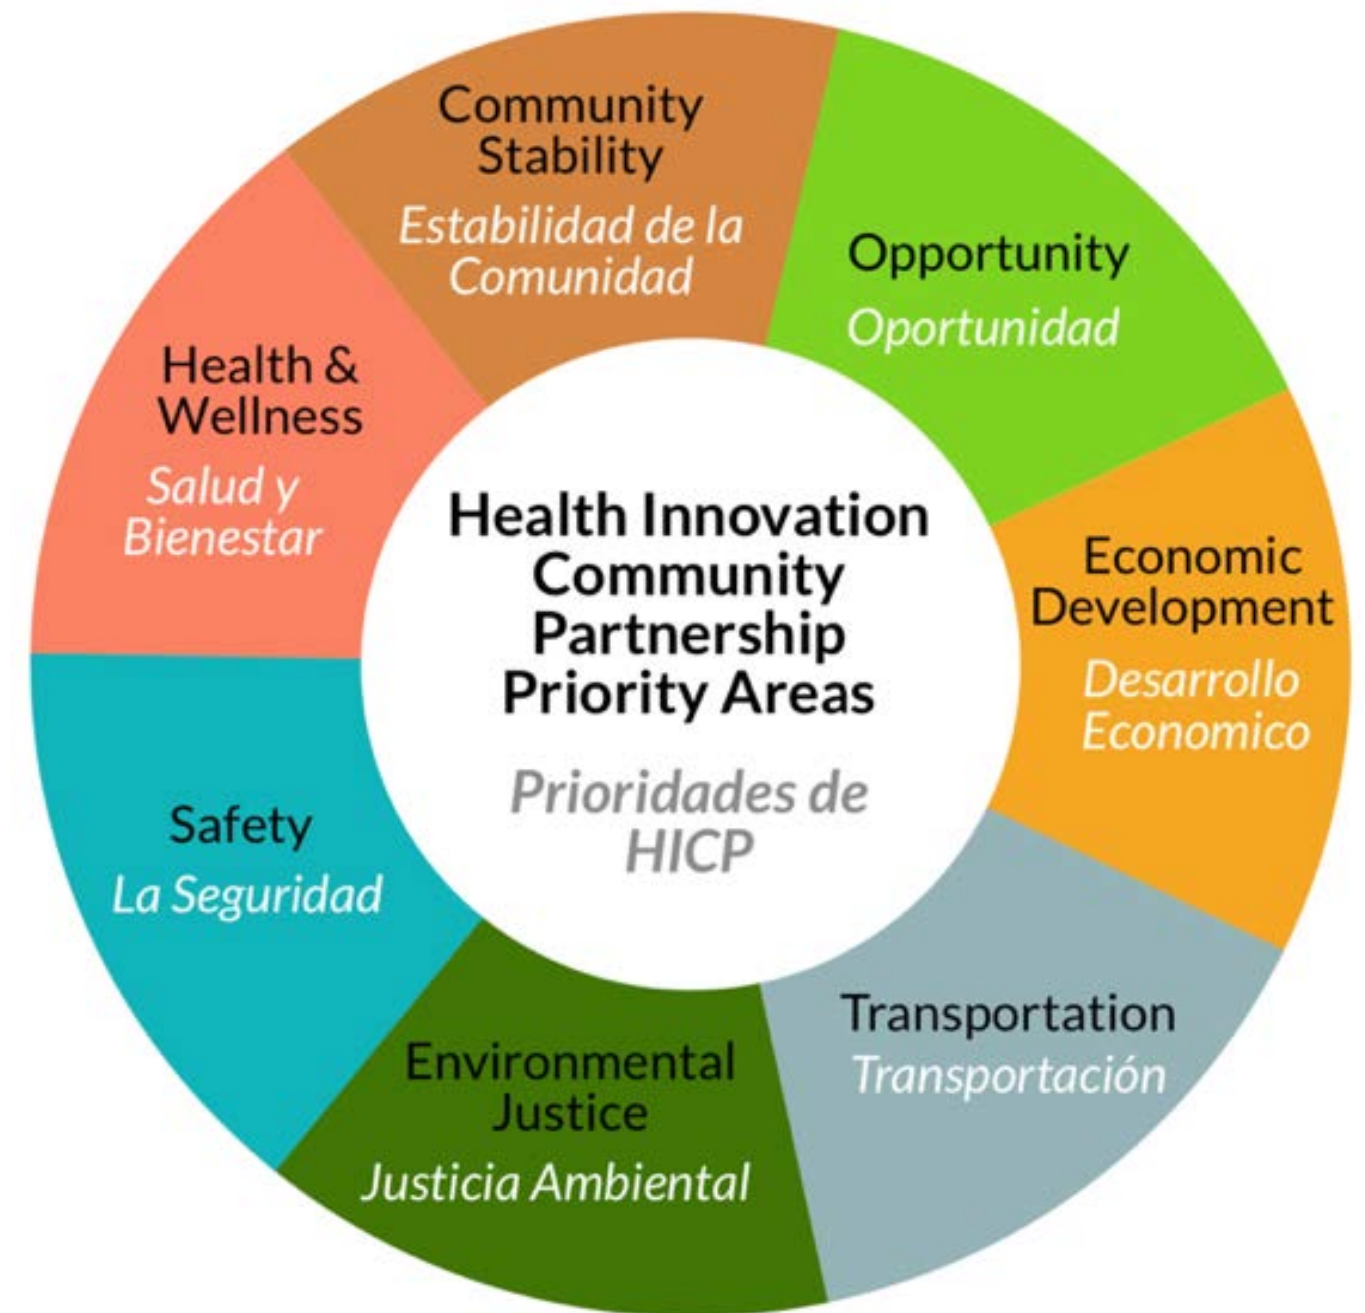 Community
Stability
Estabilidad de la
Comunidad
Opportunity
Oportunidad
Economic
Development
Desarrollo
Economico
Transportation
Transportación
Environmental
Justice
Justicia Ambiental
Safety
La Seguridad
Health &
Wellness
Salud y
Bienestar
Health Innovation
Community
Partnership
Priority Areas
Prioridades de
HICP